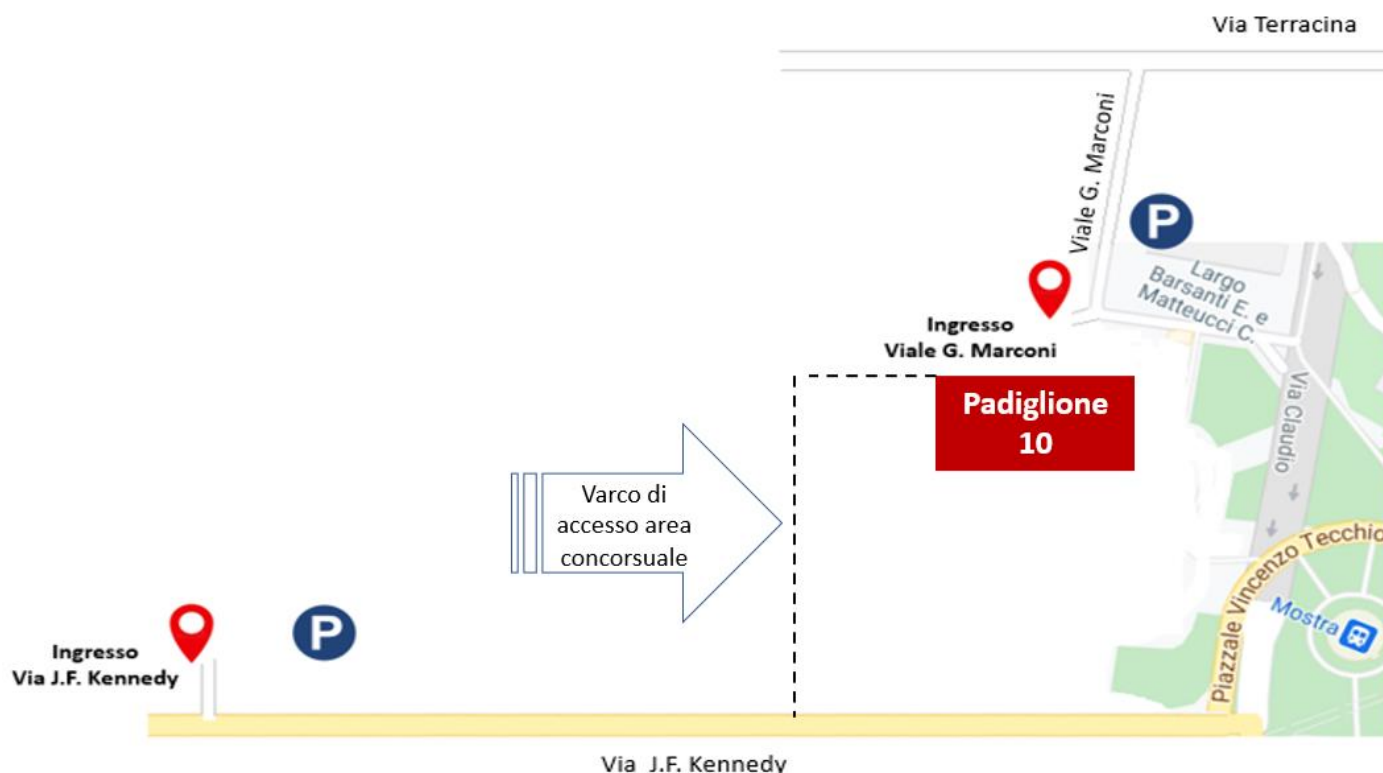 Via Terracina
Viale G. Marconi
P
Largo
Barsanti E. e
Matteucci C.
Ingresso
Viale G. Marconi
Padiglione
10
Via Claudio
Varco di
accesso area
concorsuale
Piazzale Vincenzo Tecchio
Mostra
P
Ingresso
Via J.F. Kennedy
Via J.F. Kennedy